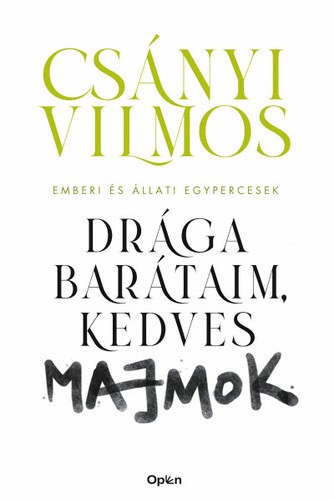 CSÁNYI
VILMOS
EMBERI ÉS ÁLLATI EGYPERCESEK
DRÁGA
BARÁTAIM,
KEDVES
MAJMOK
Open